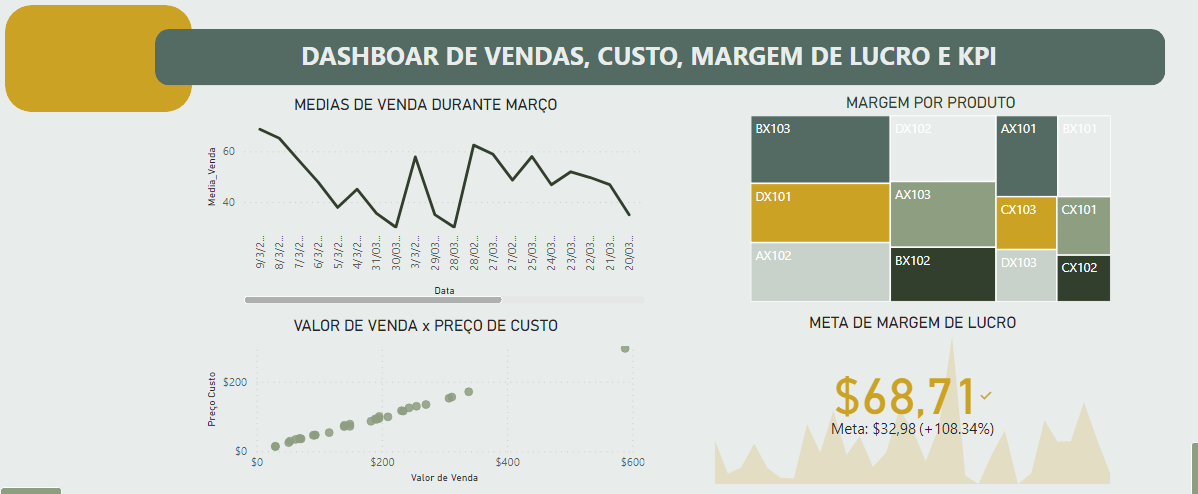 DASHBOAR DE VENDAS, CUSTO, MARGEM DE LUCRO E KPI
MEDIAS DE VENDA DURANTE MARÇO
Media_Venda
60
40
9/3/2...
8/3/2...
7/3/2...
6/3/2...
5/3/2...
4/3/2...
31/03...
30/03...
3/3/2...
29/03...
28/03...
28/02...
27/03...
27/02...
25/03...
24/03...
23/03...
22/03...
21/03...
20/03...
Data
MARGEM POR PRODUTO
BX103
DX102
AX101
BX101
DX101
AX103
CX103
CX101
AX102
BX102
DX103
CX102
VALOR DE VENDA x PREÇO DE CUSTO
Preço Custo
$200
$0
$0
$200
$400
$600
Valor de Venda
META DE MARGEM DE LUCRO
$68,71
Meta: $32,98 (+108.34%)